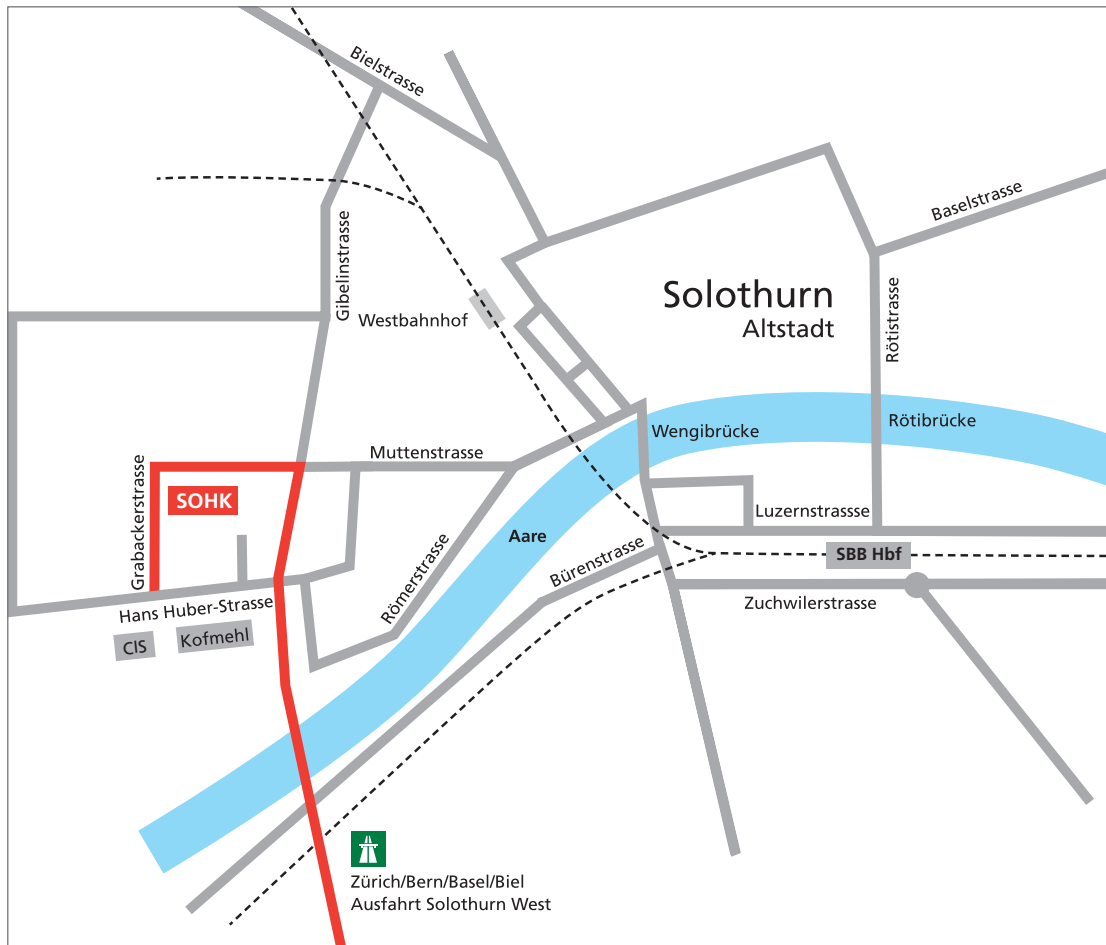 Bielstrasse
Baselstrasse
Gibelinstrasse
Solothurn
Altstadt
Westbahnhof
Rötistrasse
Wengibrücke
Rötibrücke
Muttenstrasse
Grabackerstrasse
SOHK
Luzernstrassse
Aare
SBB Hbf
Römerstrasse
Bürenstrasse
Hans Huber-Strasse
Zuchwilerstrasse
CIS
Kofmehl
Zürich/Bern/Basel/Biel
Ausfahrt Solothurn West